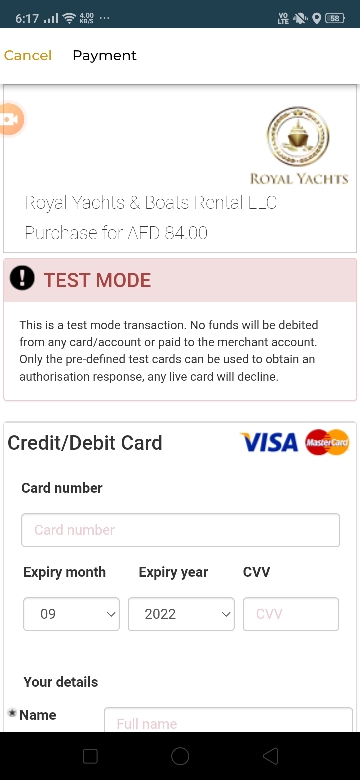 6:17 4.00 KB/S ... VO LTE 58
Cancel Payment
ROYAL YACHTS
Royal Yachts & Boats Rental LLC
Purchase for AED 84.00
TEST MODE
This is a test mode transaction. No funds will be debited
from any card/account or paid to the merchant account.
Only the pre-defined test cards can be used to obtain an
authorisation response, any live card will decline.
Credit/Debit Card VISA MasterCard
Card number
Card number
Expiry month Expiry year CVV
09 2022 CVV
Your details
* Name Full name